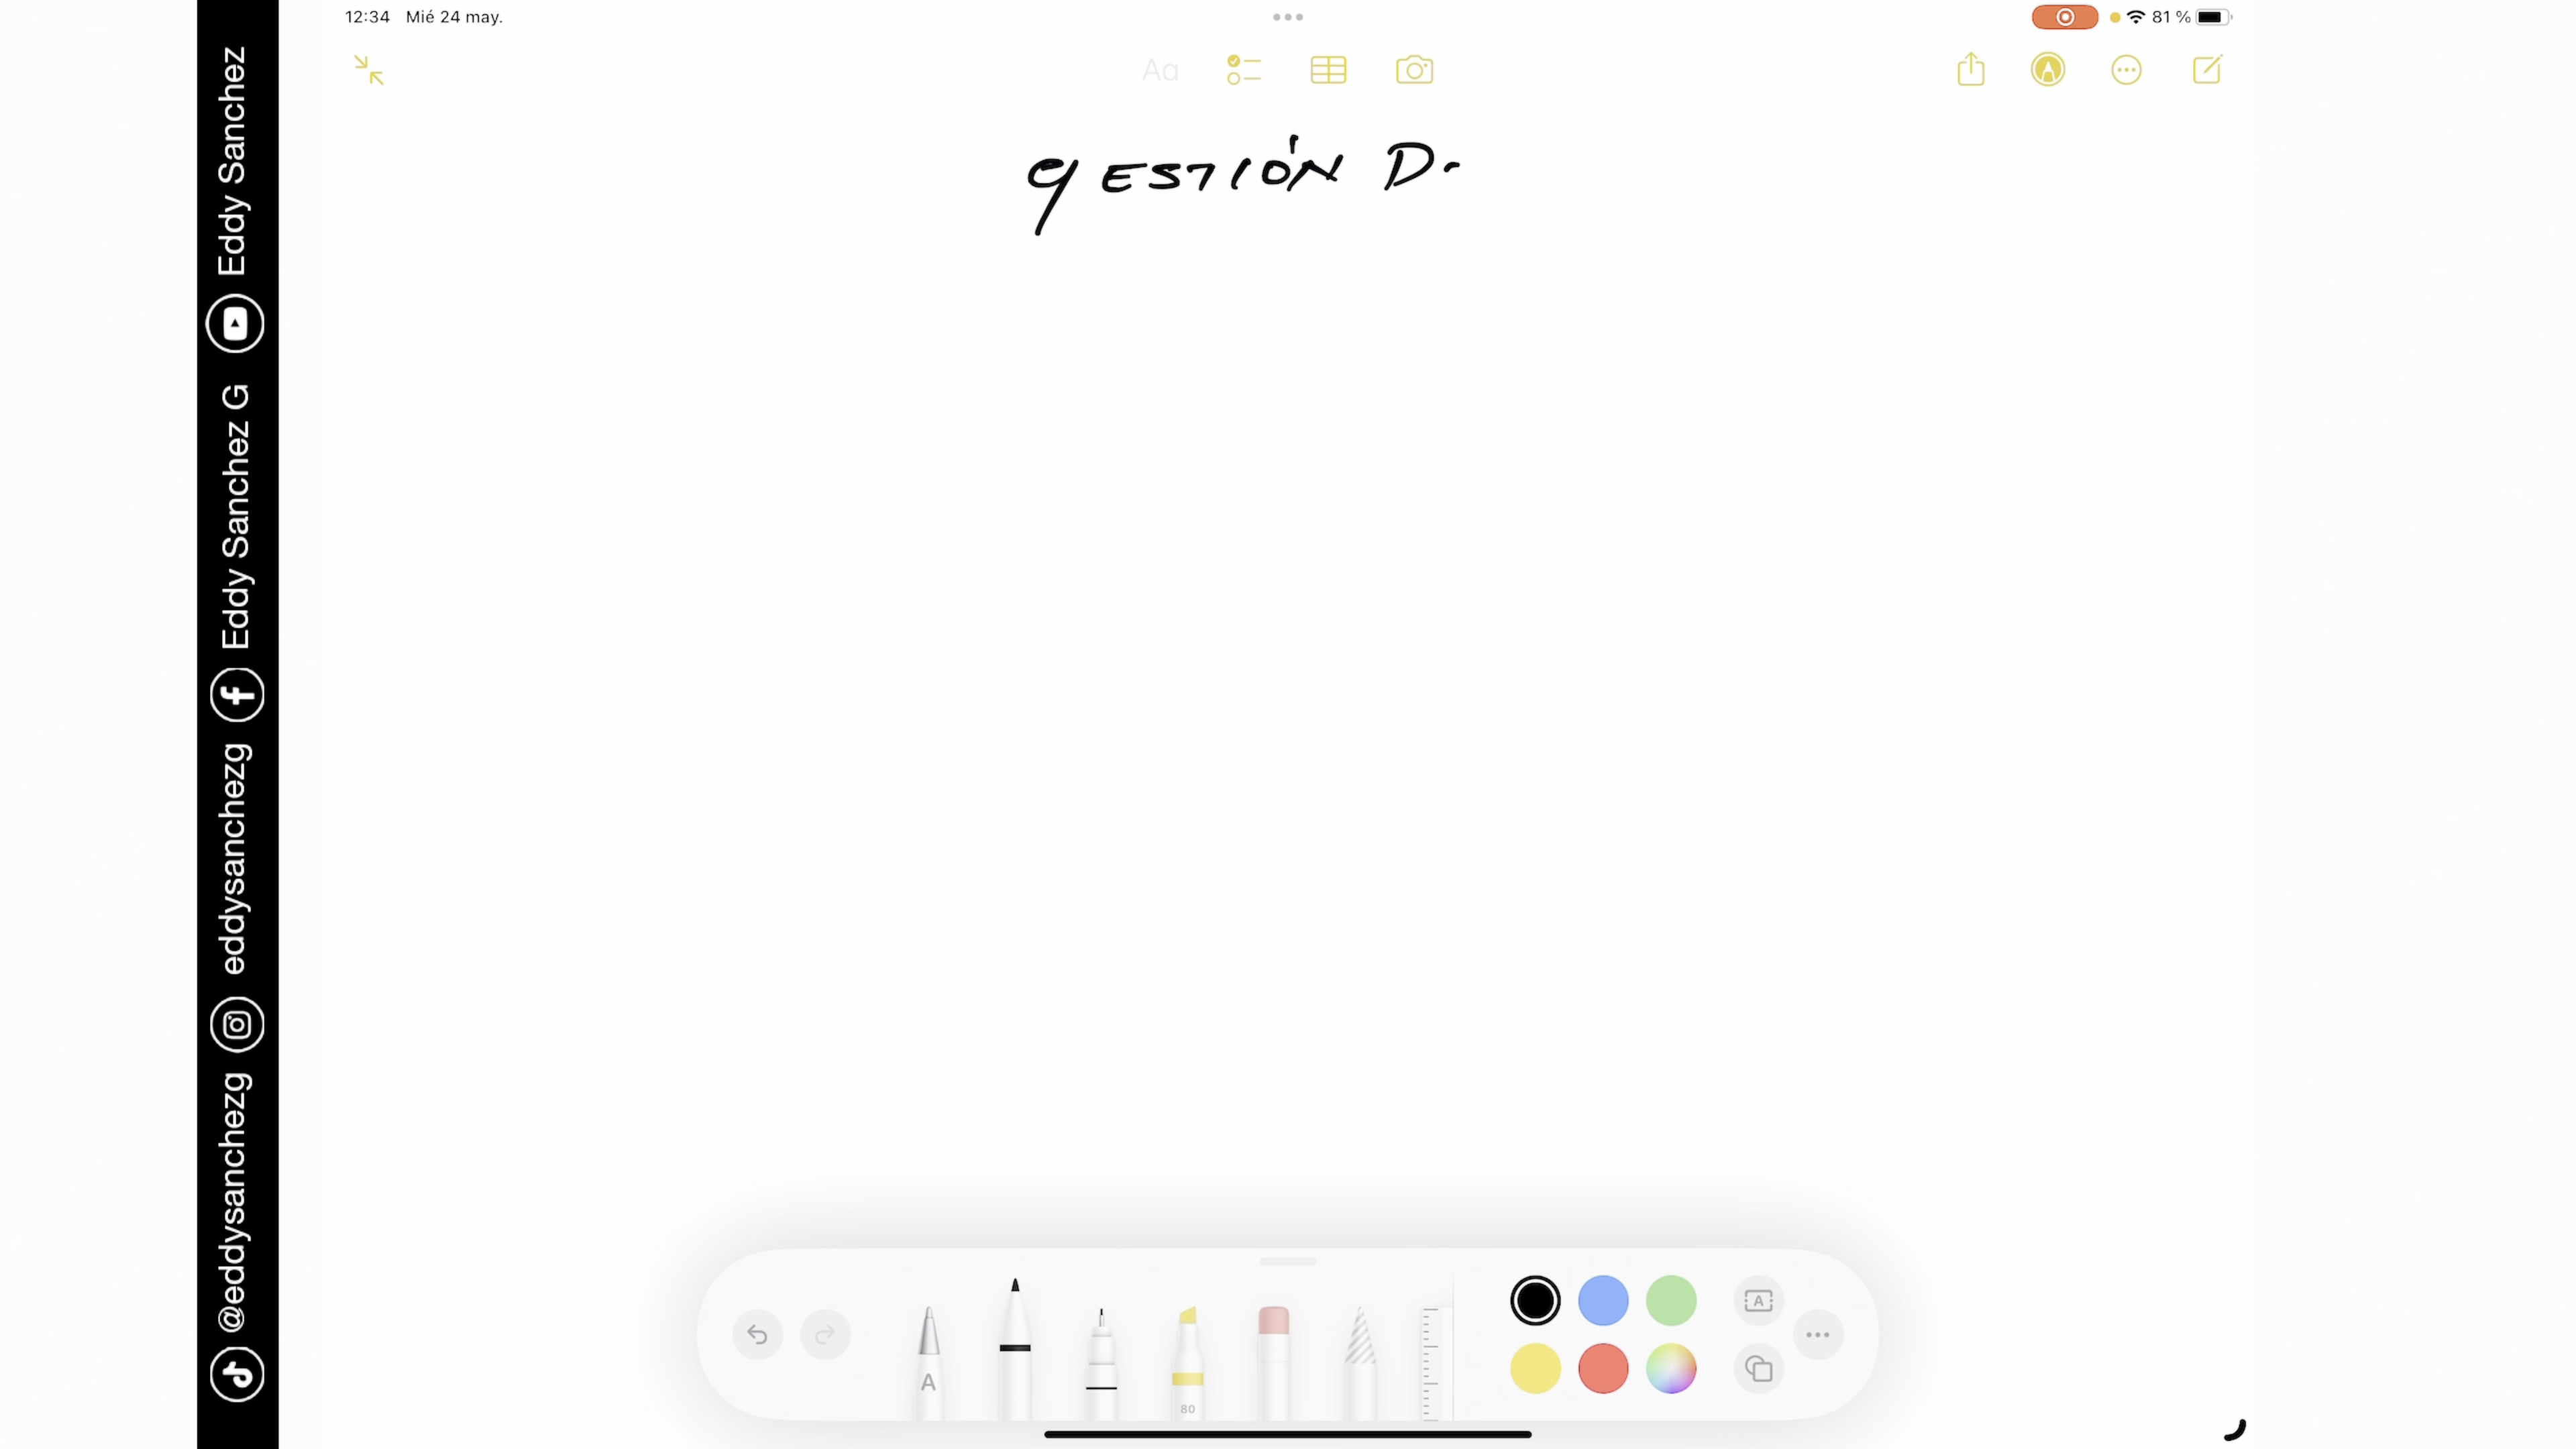 12:34 Mié 24 may.
81 %
Aa
GESTIÓN D
Eddy Sanchez
Eddy Sanchez G
eddysanchezg
@eddysanchezg
A
80
A